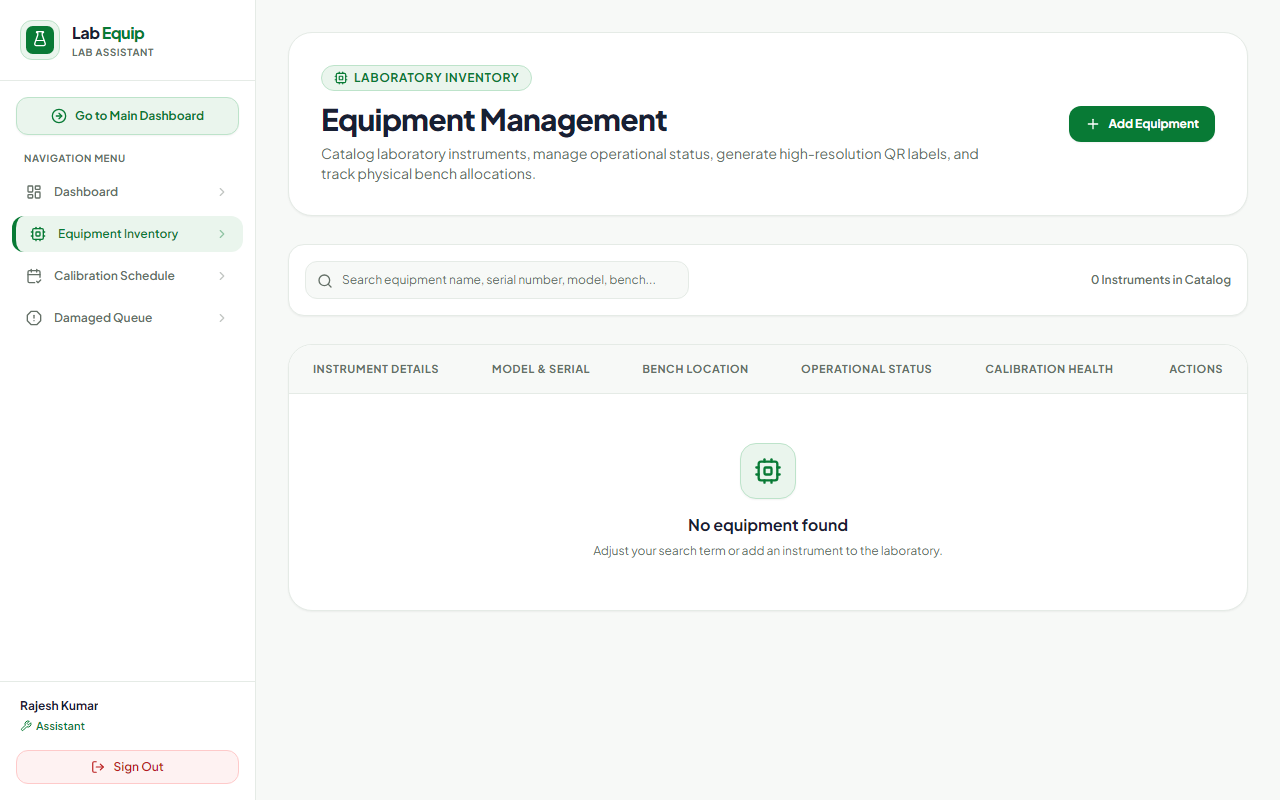 Lab Equip
LAB ASSISTANT
Go to Main Dashboard
NAVIGATION MENU
Dashboard
Equipment Inventory
Calibration Schedule
Damaged Queue
Rajesh Kumar
Assistant
Sign Out
LABORATORY INVENTORY
Equipment Management
Catalog laboratory instruments, manage operational status, generate high-resolution QR labels, and
track physical bench allocations.
Add Equipment
Search equipment name, serial number, model, bench...
0 Instruments in Catalog
INSTRUMENT DETAILS MODEL & SERIAL BENCH LOCATION OPERATIONAL STATUS CALIBRATION HEALTH ACTIONS
No equipment found
Adjust your search term or add an instrument to the laboratory.